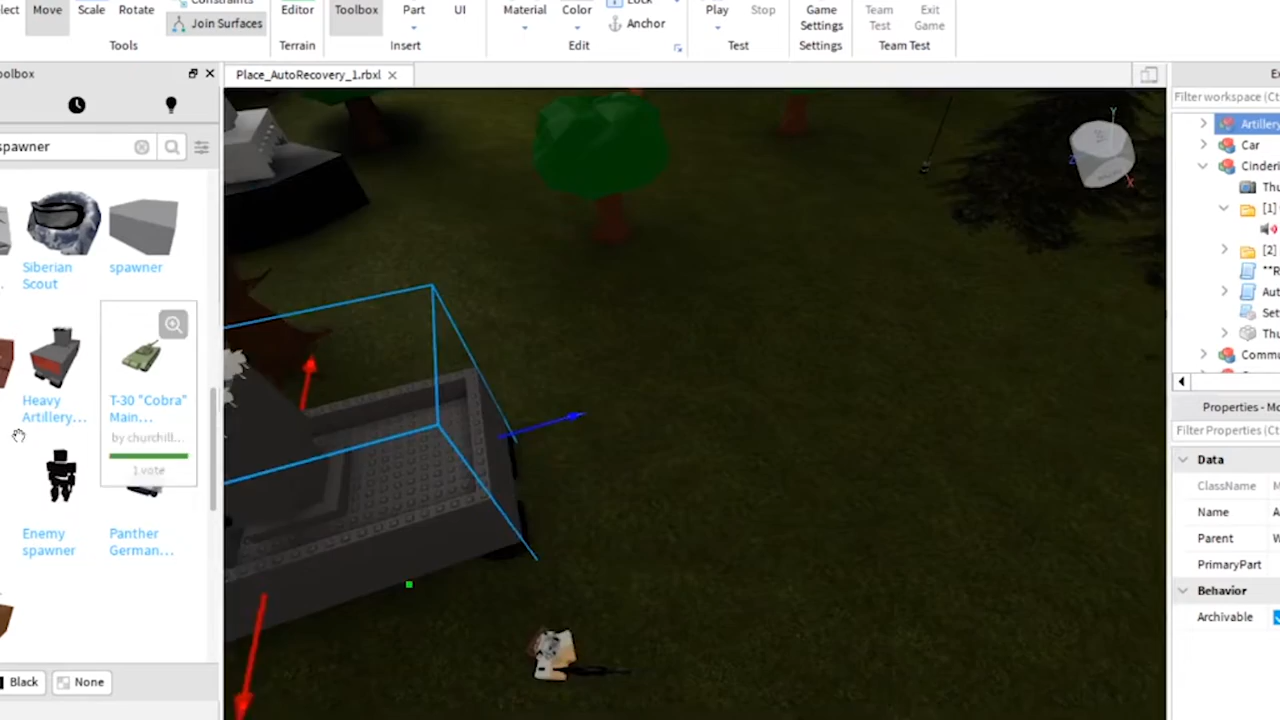 Move
Scale
Rotate
Join Surfaces
Tools
Editor
Terrain
Toolbox
Part
UI
Insert
Material
Color
Anchor
Edit
Play
Stop
Test
Game
Settings
Settings
Team
Test
Exit
Game
Team Test
oolbox
Place_AutoRecovery_1.rbxl
spawner
Siberian
Scout
spawner
Heavy
Artillery...
T-30 "Cobra"
Main...
by churchill...
1 vote
Enemy
spawner
Panther
German...
Black
None
Y
Z
X
Ex
Filter workspace (Ct
Artillery
Car
Cinderi
Thu
[1]
[2]
**R
Aut
Set
Thu
Commu
Properties - Mo
Filter Properties (Ct
Data
ClassName M
Name A
Parent W
PrimaryPart
Behavior
Archivable